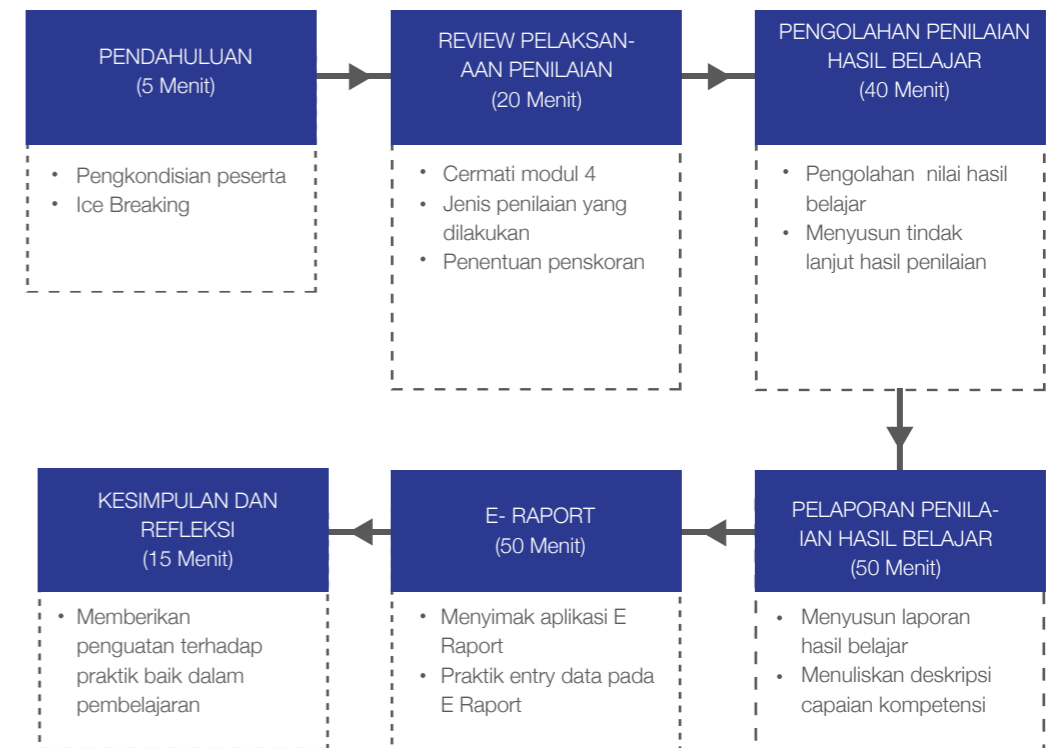 PENDAHULUAN
(5 Menit)
• Pengkondisian peserta
• Ice Breaking
REVIEW PELAKSAN-
AAN PENILAIAN
(20 Menit)
• Cermati modul 4
• Jenis penilaian yang
dilakukan
• Penentuan penskoran
PENGOLAHAN PENILAIAN
HASIL BELAJAR
(40 Menit)
• Pengolahan nilai hasil
belajar
• Menyusun tindak
lanjut hasil penilaian
PELAPORAN PENILA-
IAN HASIL BELAJAR
(50 Menit)
• Menyusun laporan
hasil belajar
• Menuliskan deskripsi
capaian kompetensi
E- RAPORT
(50 Menit)
• Menyimak aplikasi E
Raport
• Praktik entry data pada
E Raport
KESIMPULAN DAN
REFLEKSI
(15 Menit)
• Memberikan
penguatan terhadap
praktik baik dalam
pembelajaran